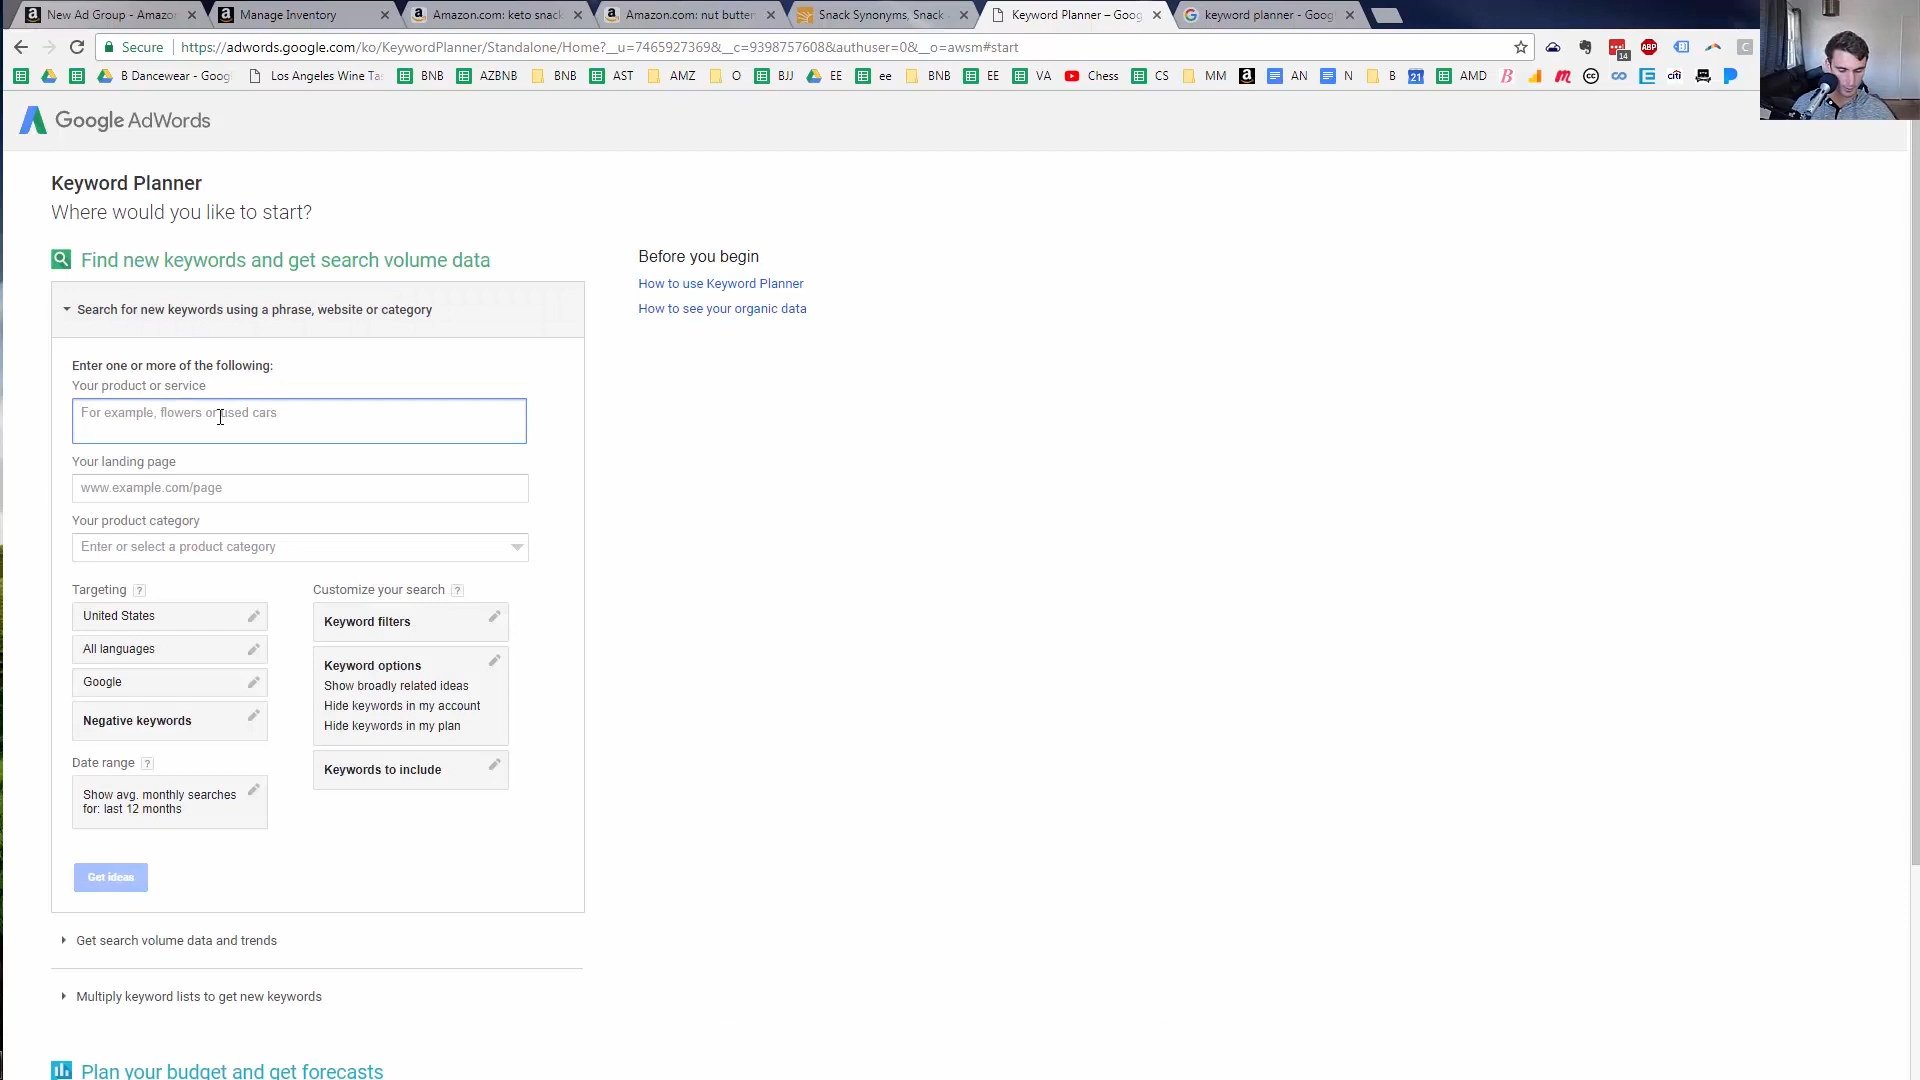 New Ad Group - Amazon
Manage Inventory
Amazon.com: keto snack
Amazon.com: nut butter
Snack Synonyms, Snack
Keyword Planner – Goog
keyword planner - Goog
Secure
https://adwords.google.com/ko/KeywordPlanner/Standalone/Home?__u=7465927369&__c=9398757608&authuser=0&__o=awsm#start
14
ABP
B Dancewear - Goog
Los Angeles Wine Ta
BNB
AZBNB
BNB
AST
AMZ
O
BJJ
EE
ee
BNB
EE
VA
Chess
CS
MM
AN
N
B
21
AMD
citi
Google AdWords
Keyword Planner
Where would you like to start?
Find new keywords and get search volume data
Search for new keywords using a phrase, website or category
Enter one or more of the following:
Your product or service
For example, flowers or used cars
Your landing page
www.example.com/page
Your product category
Enter or select a product category
Targeting ?
United States
All languages
Google
Negative keywords
Date range ?
Show avg. monthly searches
for: last 12 months
Customize your search ?
Keyword filters
Keyword options
Show broadly related ideas
Hide keywords in my account
Hide keywords in my plan
Keywords to include
Get ideas
Get search volume data and trends
Multiply keyword lists to get new keywords
Plan your budget and get forecasts
Before you begin
How to use Keyword Planner
How to see your organic data